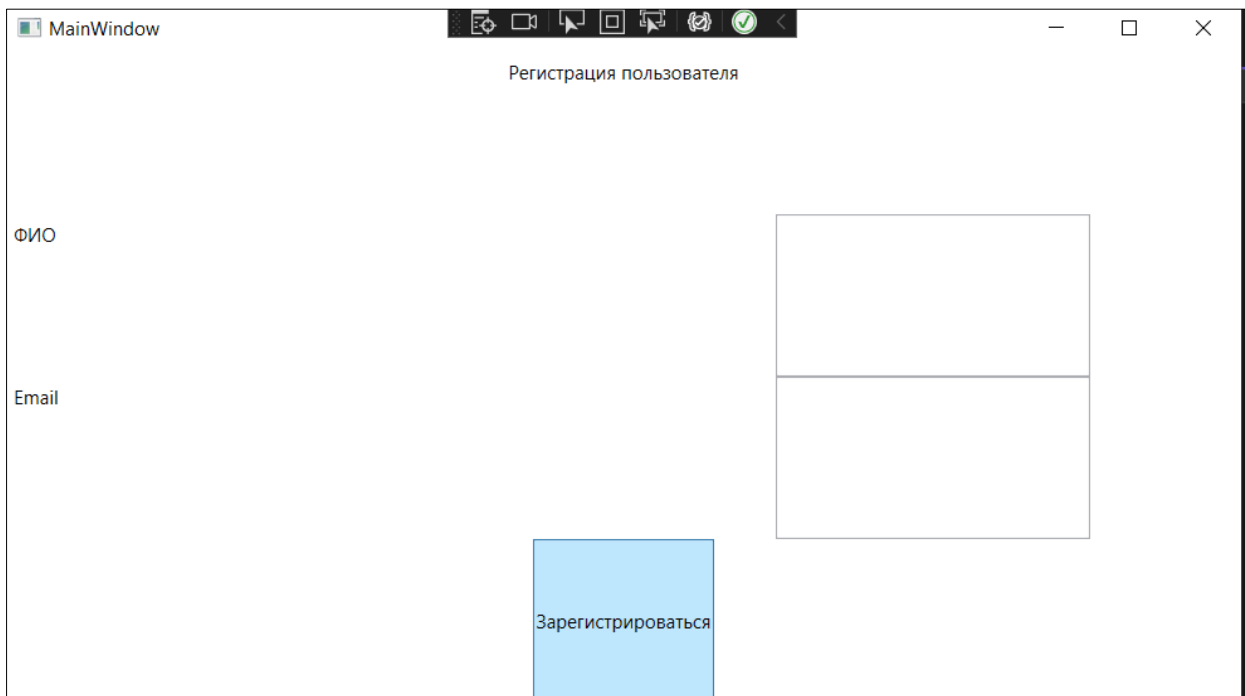 MainWindow
Регистрация пользователя
ФИО
Email
Зарегистрироваться